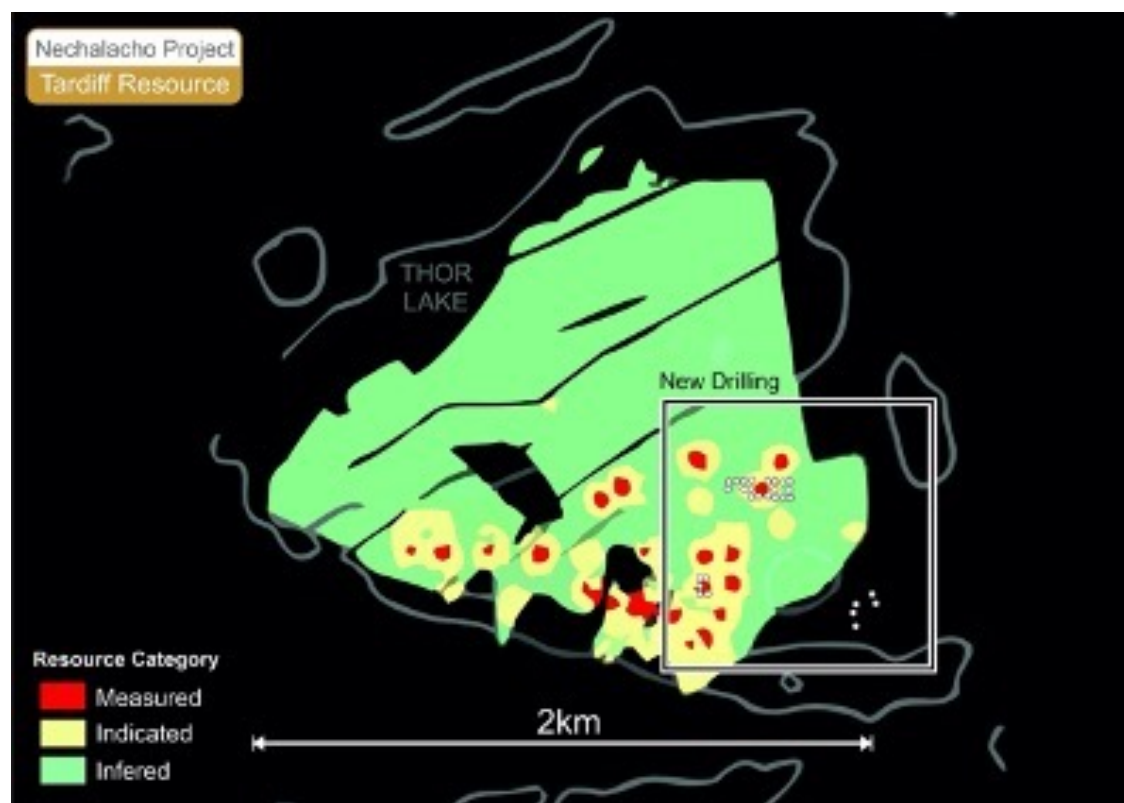 Nechalacho Project
Tardiff Resource
THOR
LAKE
New Drilling
Resource Category
Measured
Indicated
Infered
2km